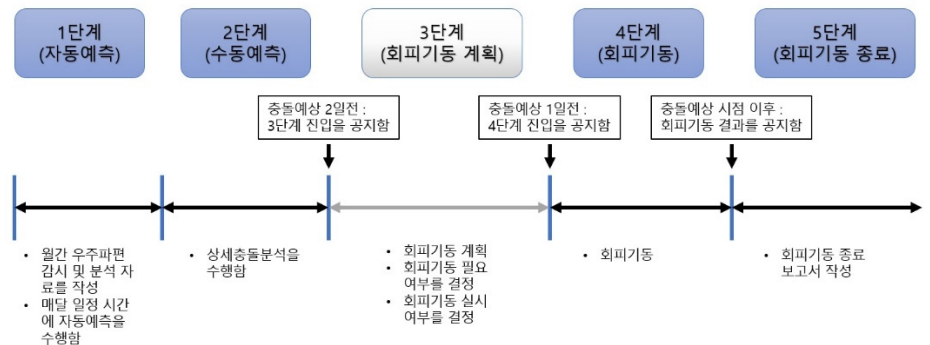 1단계
(자동예측)
2단계
(수동예측)
3단계
(회피기동 계획)
4단계
(회피기동)
5단계
(회피기동 종료)
충돌예상 2일전 :
3단계 진입을 공지함
충돌예상 1일전 :
4단계 진입을 공지함
충돌예상 시점 이후 :
회피기동 결과를 공지함
• 월간 우주파편
감시 및 분석 자
료를 작성
• 매달 일정 시간
에 자동예측을
수행함
• 상세충돌분석을
수행함
• 회피기동 계획
• 회피기동 필요
여부를 결정
• 회피기동 실시
여부를 결정
• 회피기동
• 회피기동 종료
보고서 작성